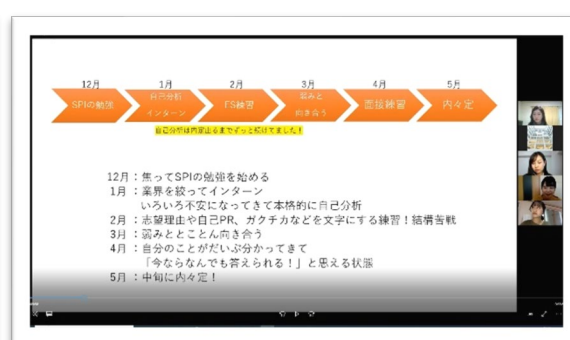 12月 1月 2月 3月 4月 5月
SPIの勉強
自己分析
インターン
ES練習
弱みと
向き合う
面接練習
内々定
自己分析は内定出るまでずっと続けてました！
12月：焦ってSPIの勉強を始める
1月：業界を絞ってインターン
いろいろ不安になってきて本格的に自己分析
2月：志望理由や自己PR、ガクチカなどを文字にする練習！結構苦戦
3月：弱みととことん向き合う
4月：自分のことがだいぶ分かってきて
「今ならなんでも答えられる！」と思える状態
5月：中旬に内々定！